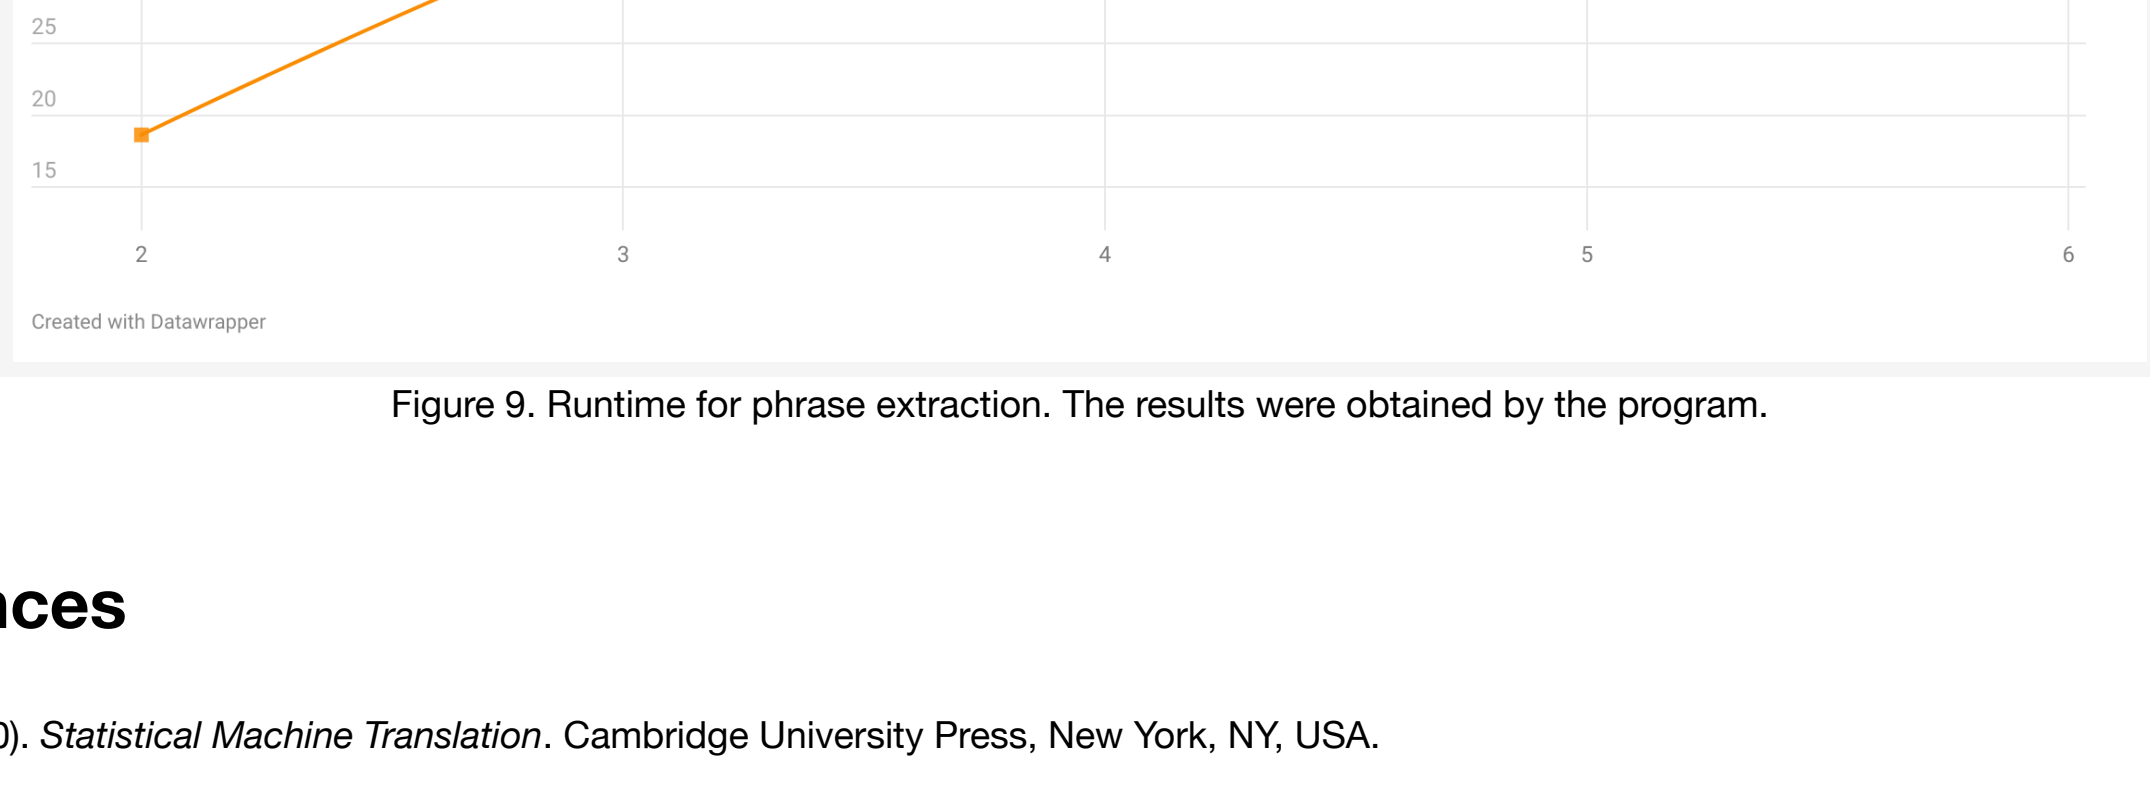 25
20
15
2 3 4 5 6
Created with Datawrapper
Figure 9. Runtime for phrase extraction. The results were obtained by the program.
nces
0). Statistical Machine Translation. Cambridge University Press, New York, NY, USA.